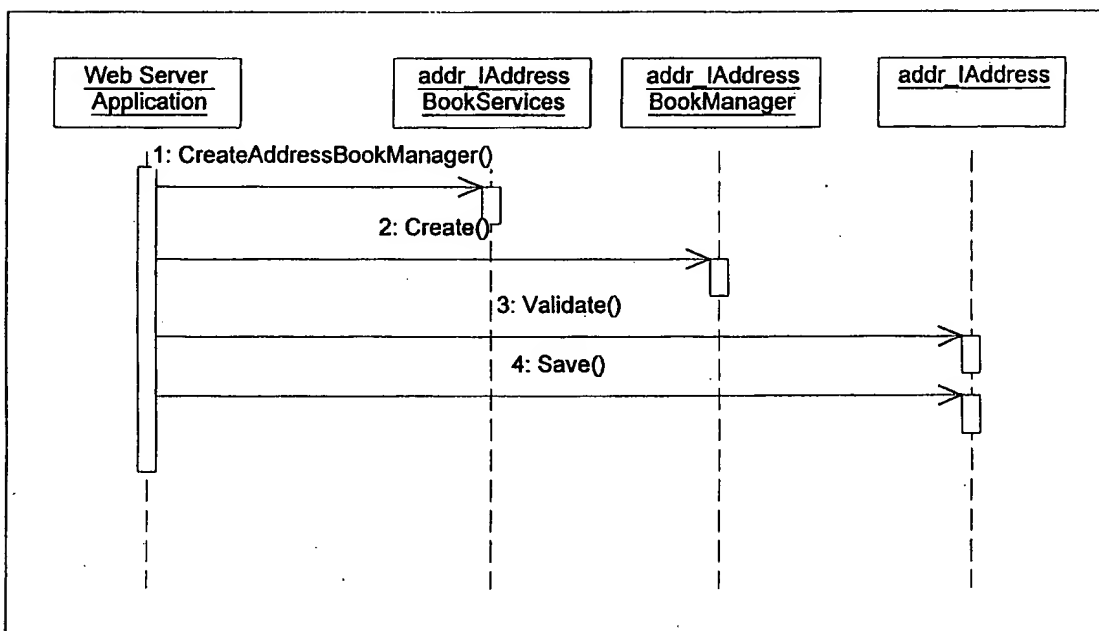 Web Server
Application
addr_IAddress
BookServices
addr_IAddress
BookManager
addr_IAddress
1: CreateAddressBookManager()
2: Create()
3: Validate()
4: Save()